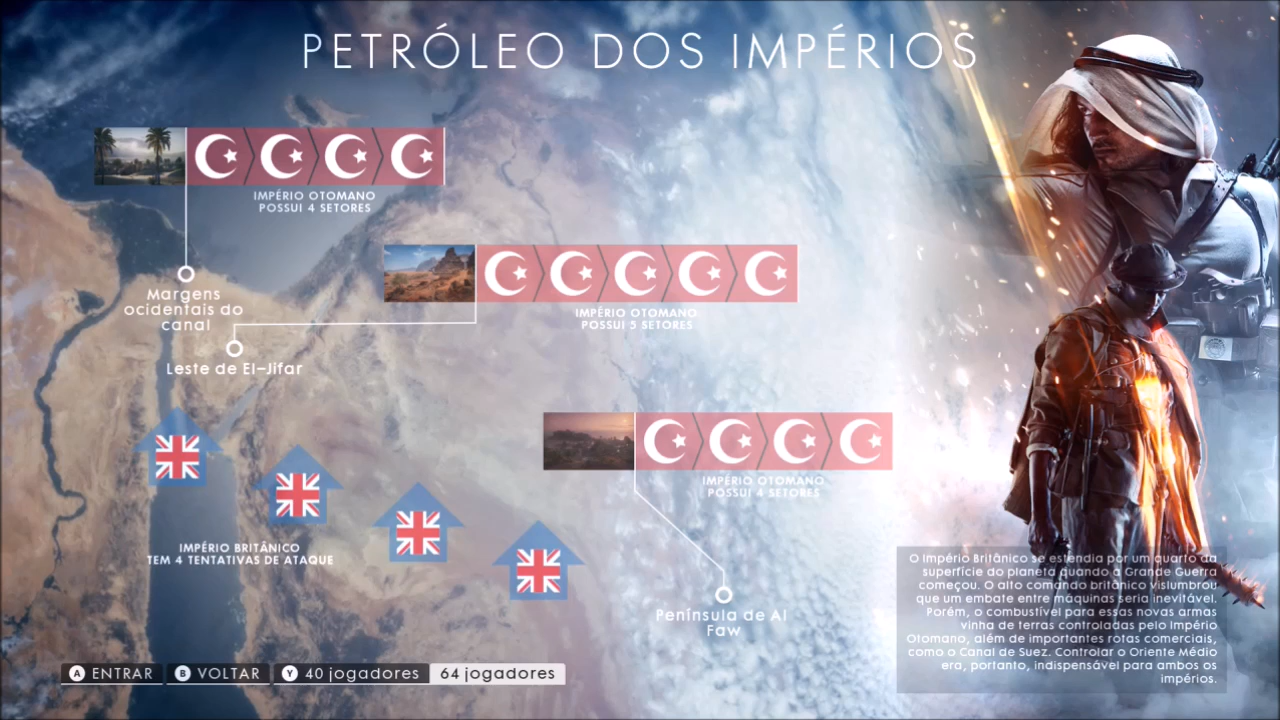 PETRÓLEO DOS IMPÉRIOS
IMPÉRIO OTOMANO
POSSUI 4 SETORES
Margens
ocidentais do
canal
IMPÉRIO OTOMANO
POSSUI 5 SETORES
Leste de El-Jifar
IMPÉRIO OTOMANO
POSSUI 4 SETORES
IMPÉRIO BRITÂNICO
TEM 4 TENTATIVAS DE ATAQUE
Península de Al
Faw
O Império Britânico se estendia por um quarto da
superfície do planeta quando a Grande Guerra
começou. O alto comando britânico vislumbrou
que um embate entre máquinas seria inevitável.
Porém, o combustível para essas novas armas
vinha de terras controladas pelo Império
Otomano, além de importantes rotas comerciais,
como o Canal de Suez. Controlar o Oriente Médio
era, portanto, indispensável para ambos os
impérios.
A ENTRAR B VOLTAR Y 40 jogadores 64 jogadores